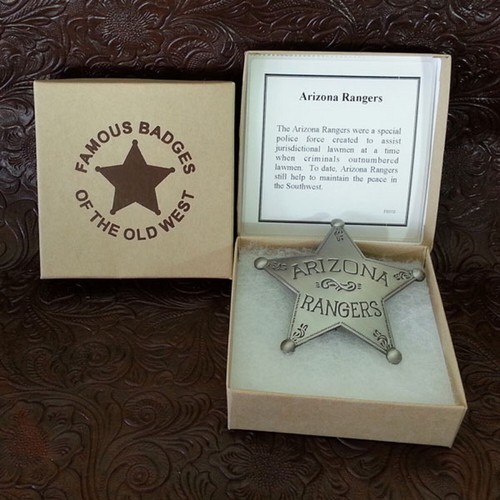 FAMOUS BADGES
OF THE OLD WEST
Arizona Rangers
The Arizona Rangers were a special
police force created to assist
jurisdictional lawmen at a time
when criminals outnumbered
lawmen. To date, Arizona Rangers
still help to maintain the peace in
the Southwest.
ARIZONA
RANGERS